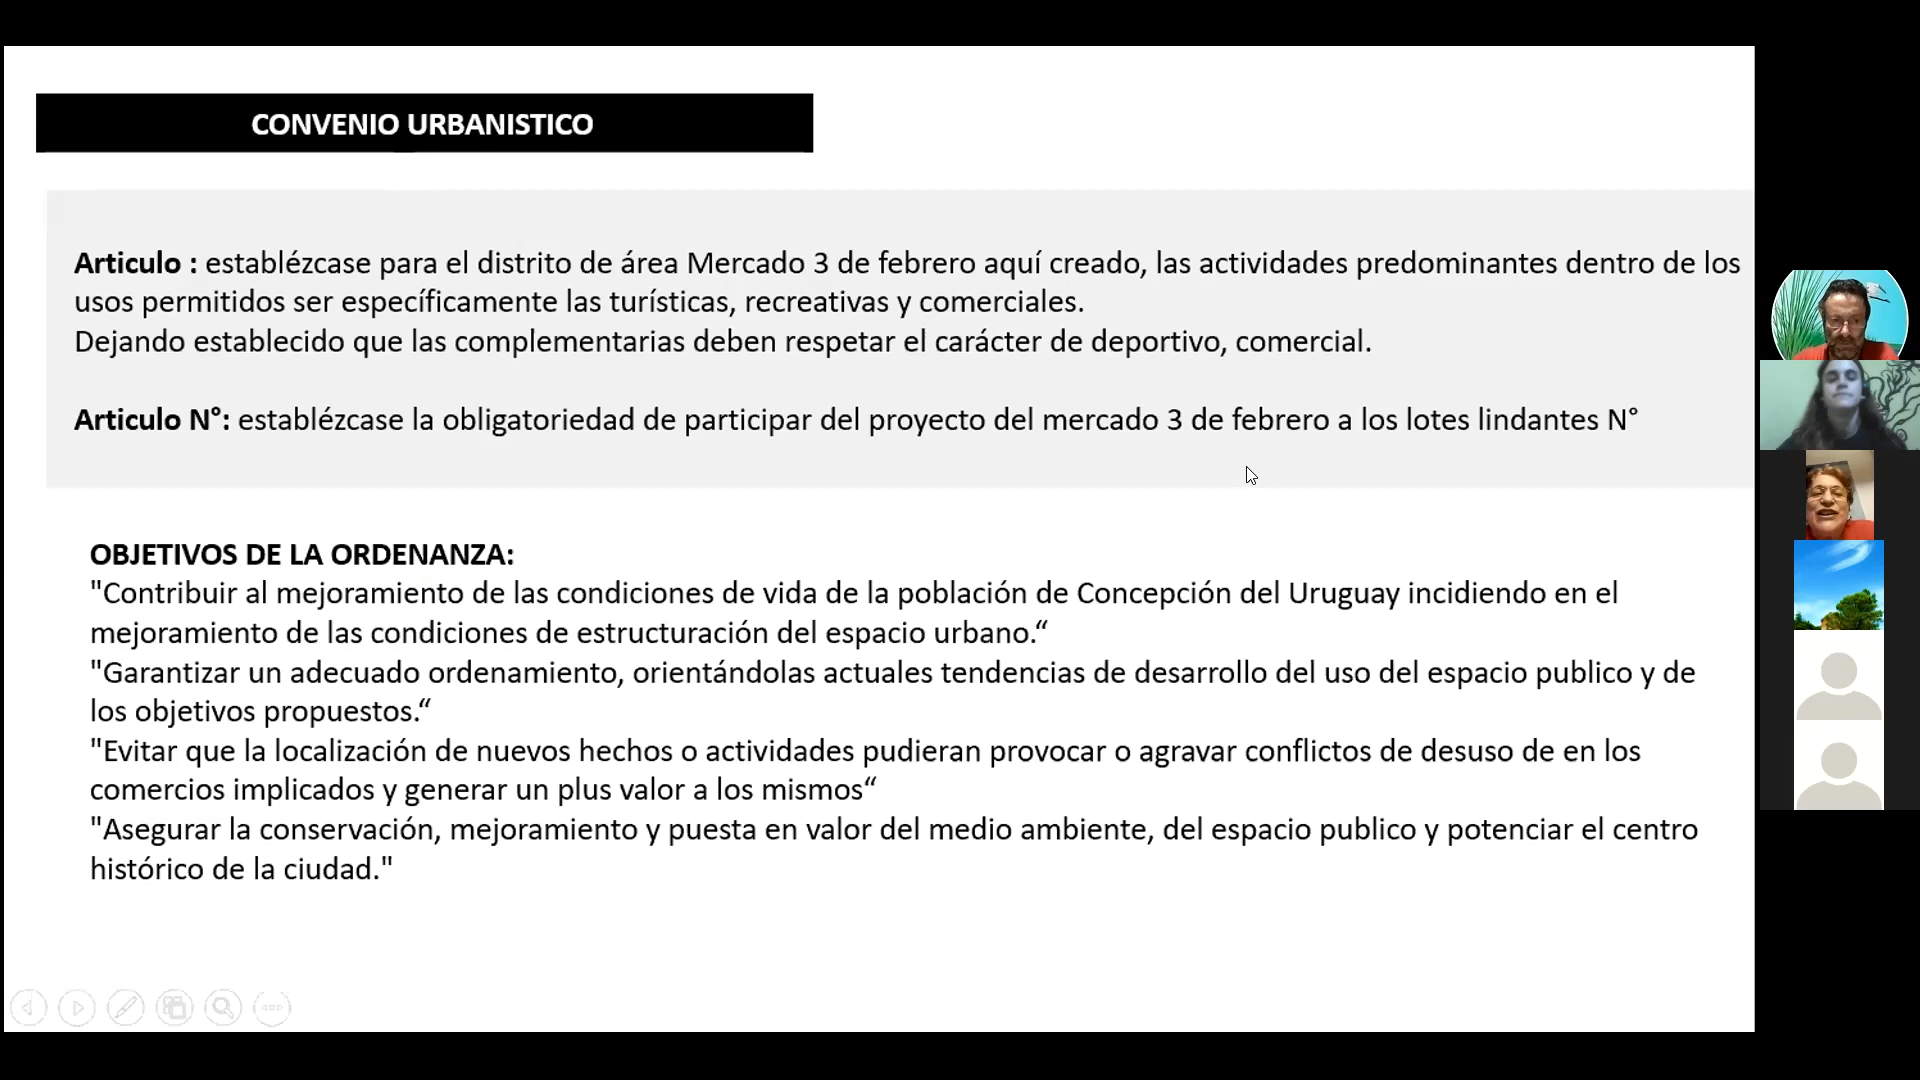 CONVENIO URBANISTICO
Articulo : establézcase para el distrito de área Mercado 3 de febrero aquí creado, las actividades predominantes dentro de los
usos permitidos ser específicamente las turísticas, recreativas y comerciales.
Dejando establecido que las complementarias deben respetar el carácter de deportivo, comercial.
Articulo N°: establézcase la obligatoriedad de participar del proyecto del mercado 3 de febrero a los lotes lindantes N°
OBJETIVOS DE LA ORDENANZA:
"Contribuir al mejoramiento de las condiciones de vida de la población de Concepción del Uruguay incidiendo en el
mejoramiento de las condiciones de estructuración del espacio urbano.“
"Garantizar un adecuado ordenamiento, orientándolas actuales tendencias de desarrollo del uso del espacio publico y de
los objetivos propuestos.“
"Evitar que la localización de nuevos hechos o actividades pudieran provocar o agravar conflictos de desuso de en los
comercios implicados y generar un plus valor a los mismos“
"Asegurar la conservación, mejoramiento y puesta en valor del medio ambiente, del espacio publico y potenciar el centro
histórico de la ciudad."